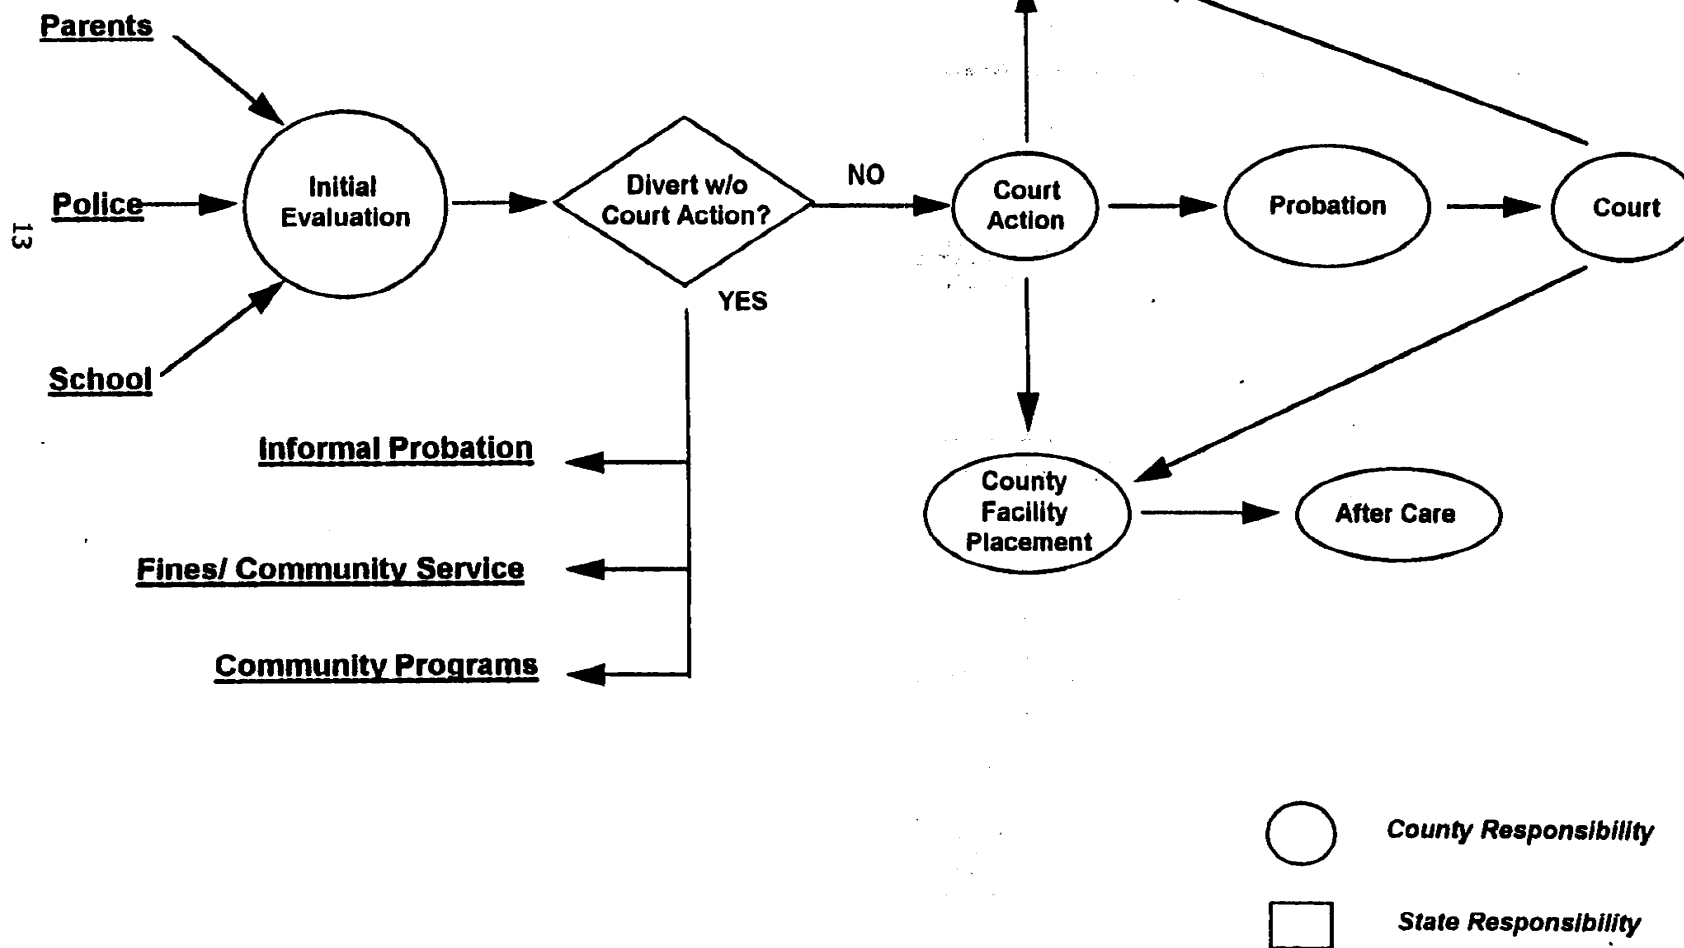 Parents
Police
School
13
Initial
Evaluation
Divert w/o
Court Action?
NO
YES
Court
Action
Probation
Court
Informal Probation
Fines/ Community Service
Community Programs
County
Facility
Placement
After Care
County Responsibility
State Responsibility